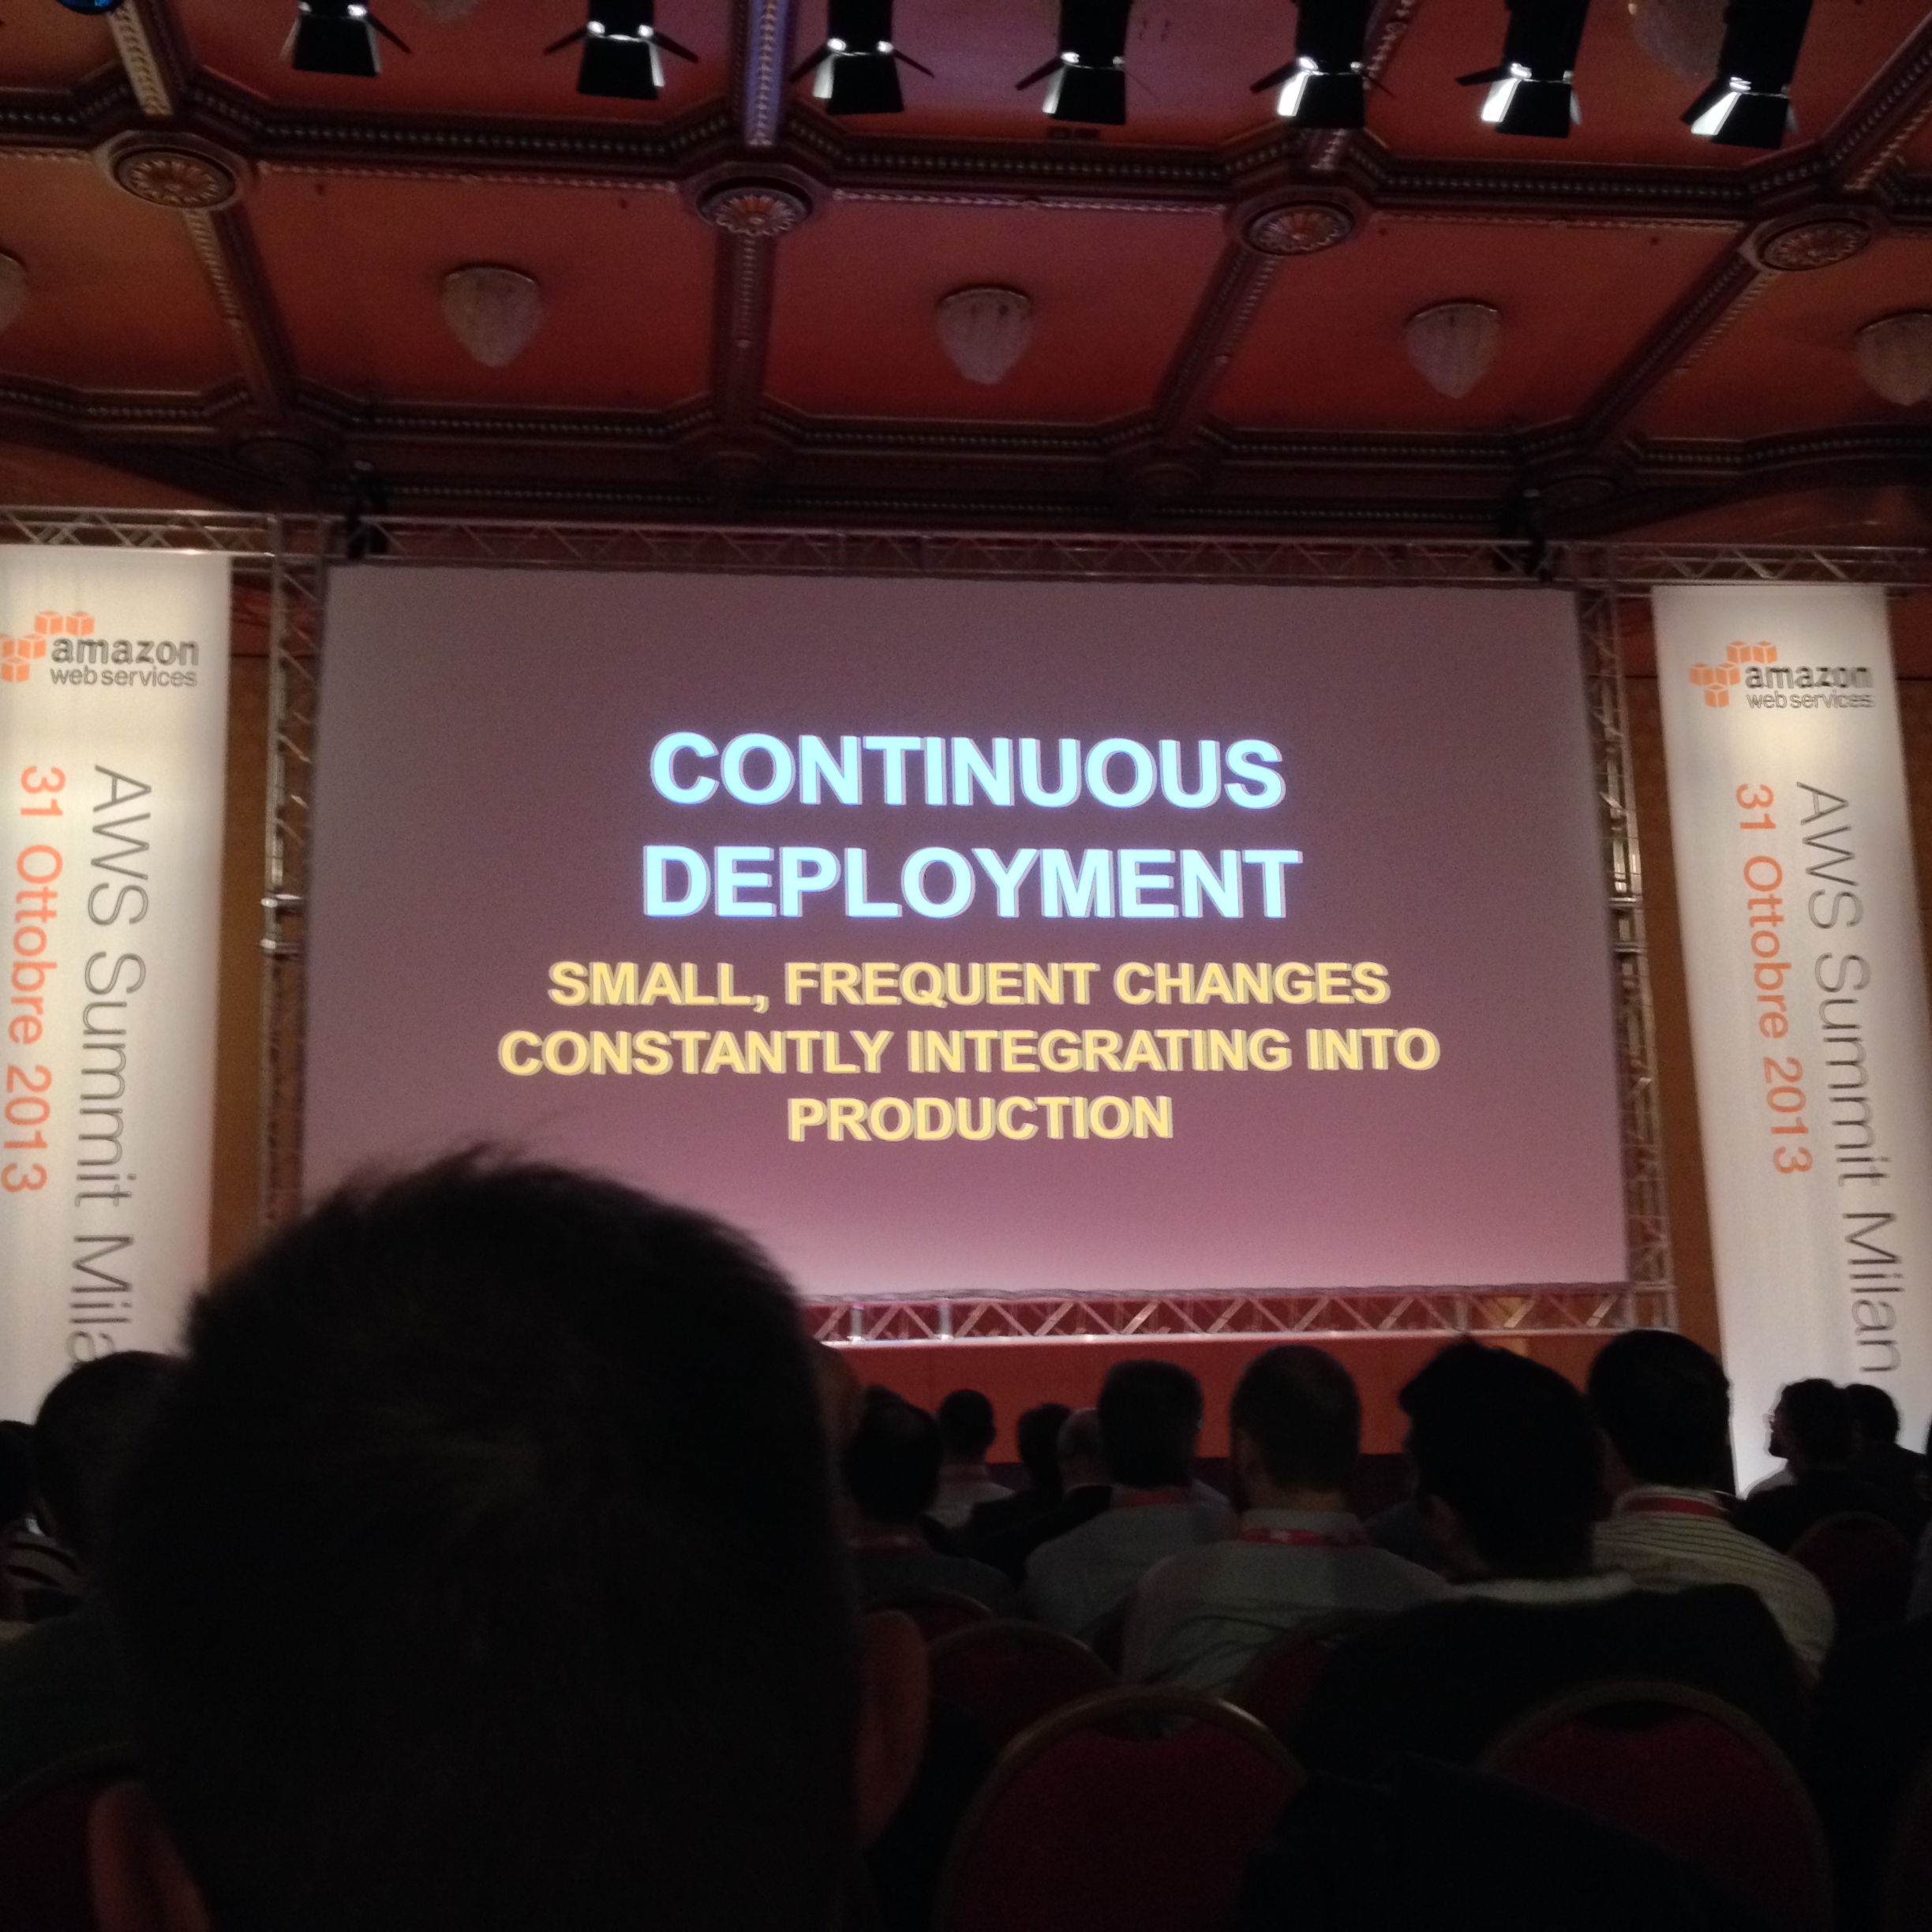 amazon
web services
AWS Summit Mila
31 Ottobre 2013
CONTINUOUS
DEPLOYMENT
SMALL, FREQUENT CHANGES
CONSTANTLY INTEGRATING INTO
PRODUCTION
amazon
web services
AWS Summit Milan
31 Ottobre 2013